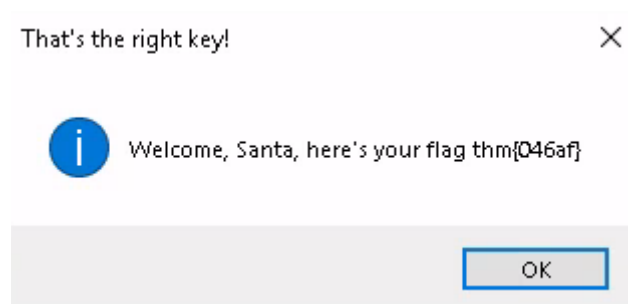 That's the right key!
Welcome, Santa, here's your flag thm{046af}
OK